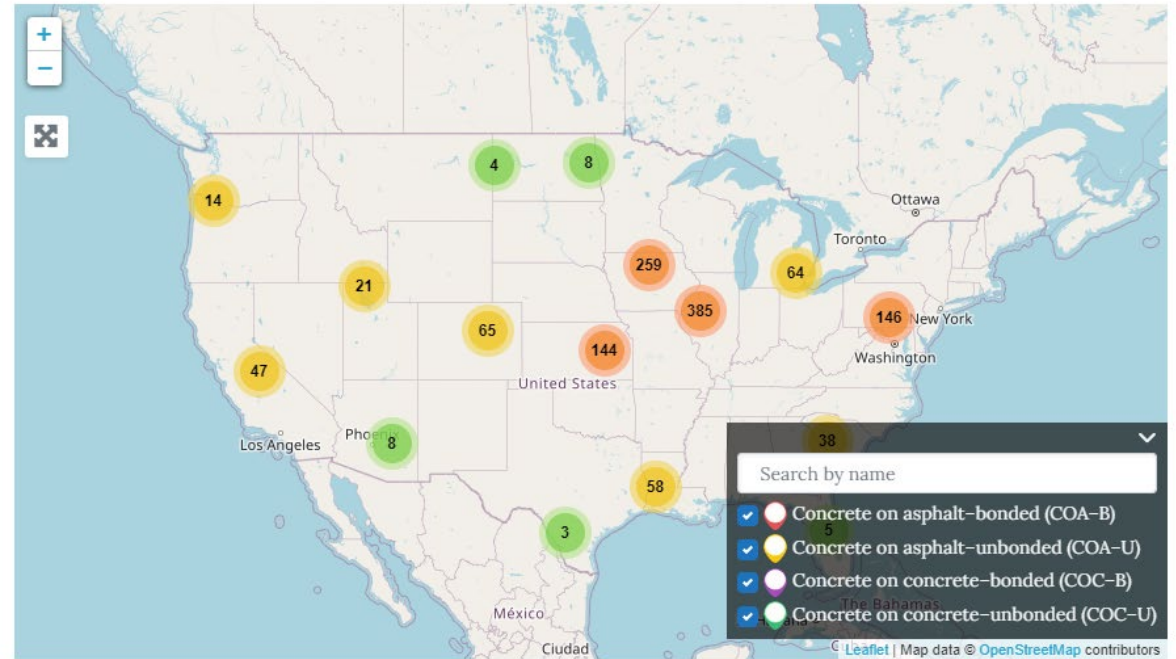 +
−
4
8
14
Ottawa
Toronto
259
64
21
385
65
146
New York
144
Washington
47
United States
38
Los Angeles
Phoenix
8
Search by name
58
Concrete on asphalt-bonded (COA-B)
3
5
Concrete on asphalt-unbonded (COA-U)
Concrete on concrete-bonded (COC-B)
The Bahamas
México
Concrete on concrete-unbonded (COC-U)
Ciudad
Leaflet | Map data © OpenStreetMap contributors